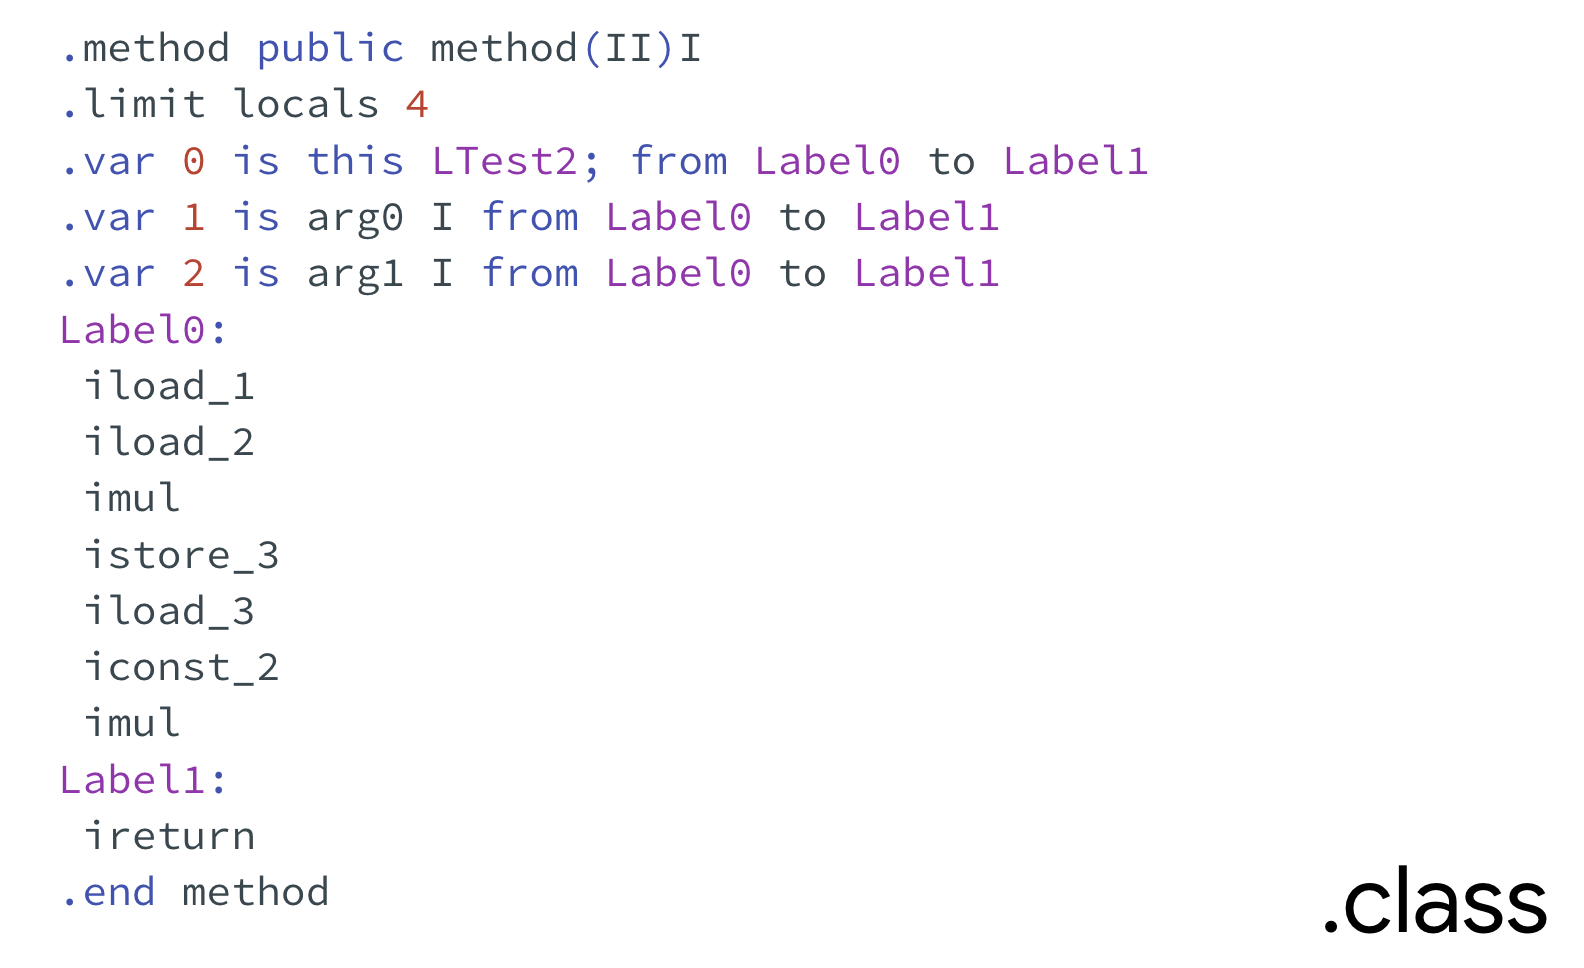 .method public method(II)I
.limit locals 4
.var 0 is this LTest2; from Label0 to Label1
.var 1 is arg0 I from Label0 to Label1
.var 2 is arg1 I from Label0 to Label1
Label0:
 iload_1
 iload_2
 imul
 istore_3
 iload_3
 iconst_2
 imul
Label1:
 ireturn
.end method
.class